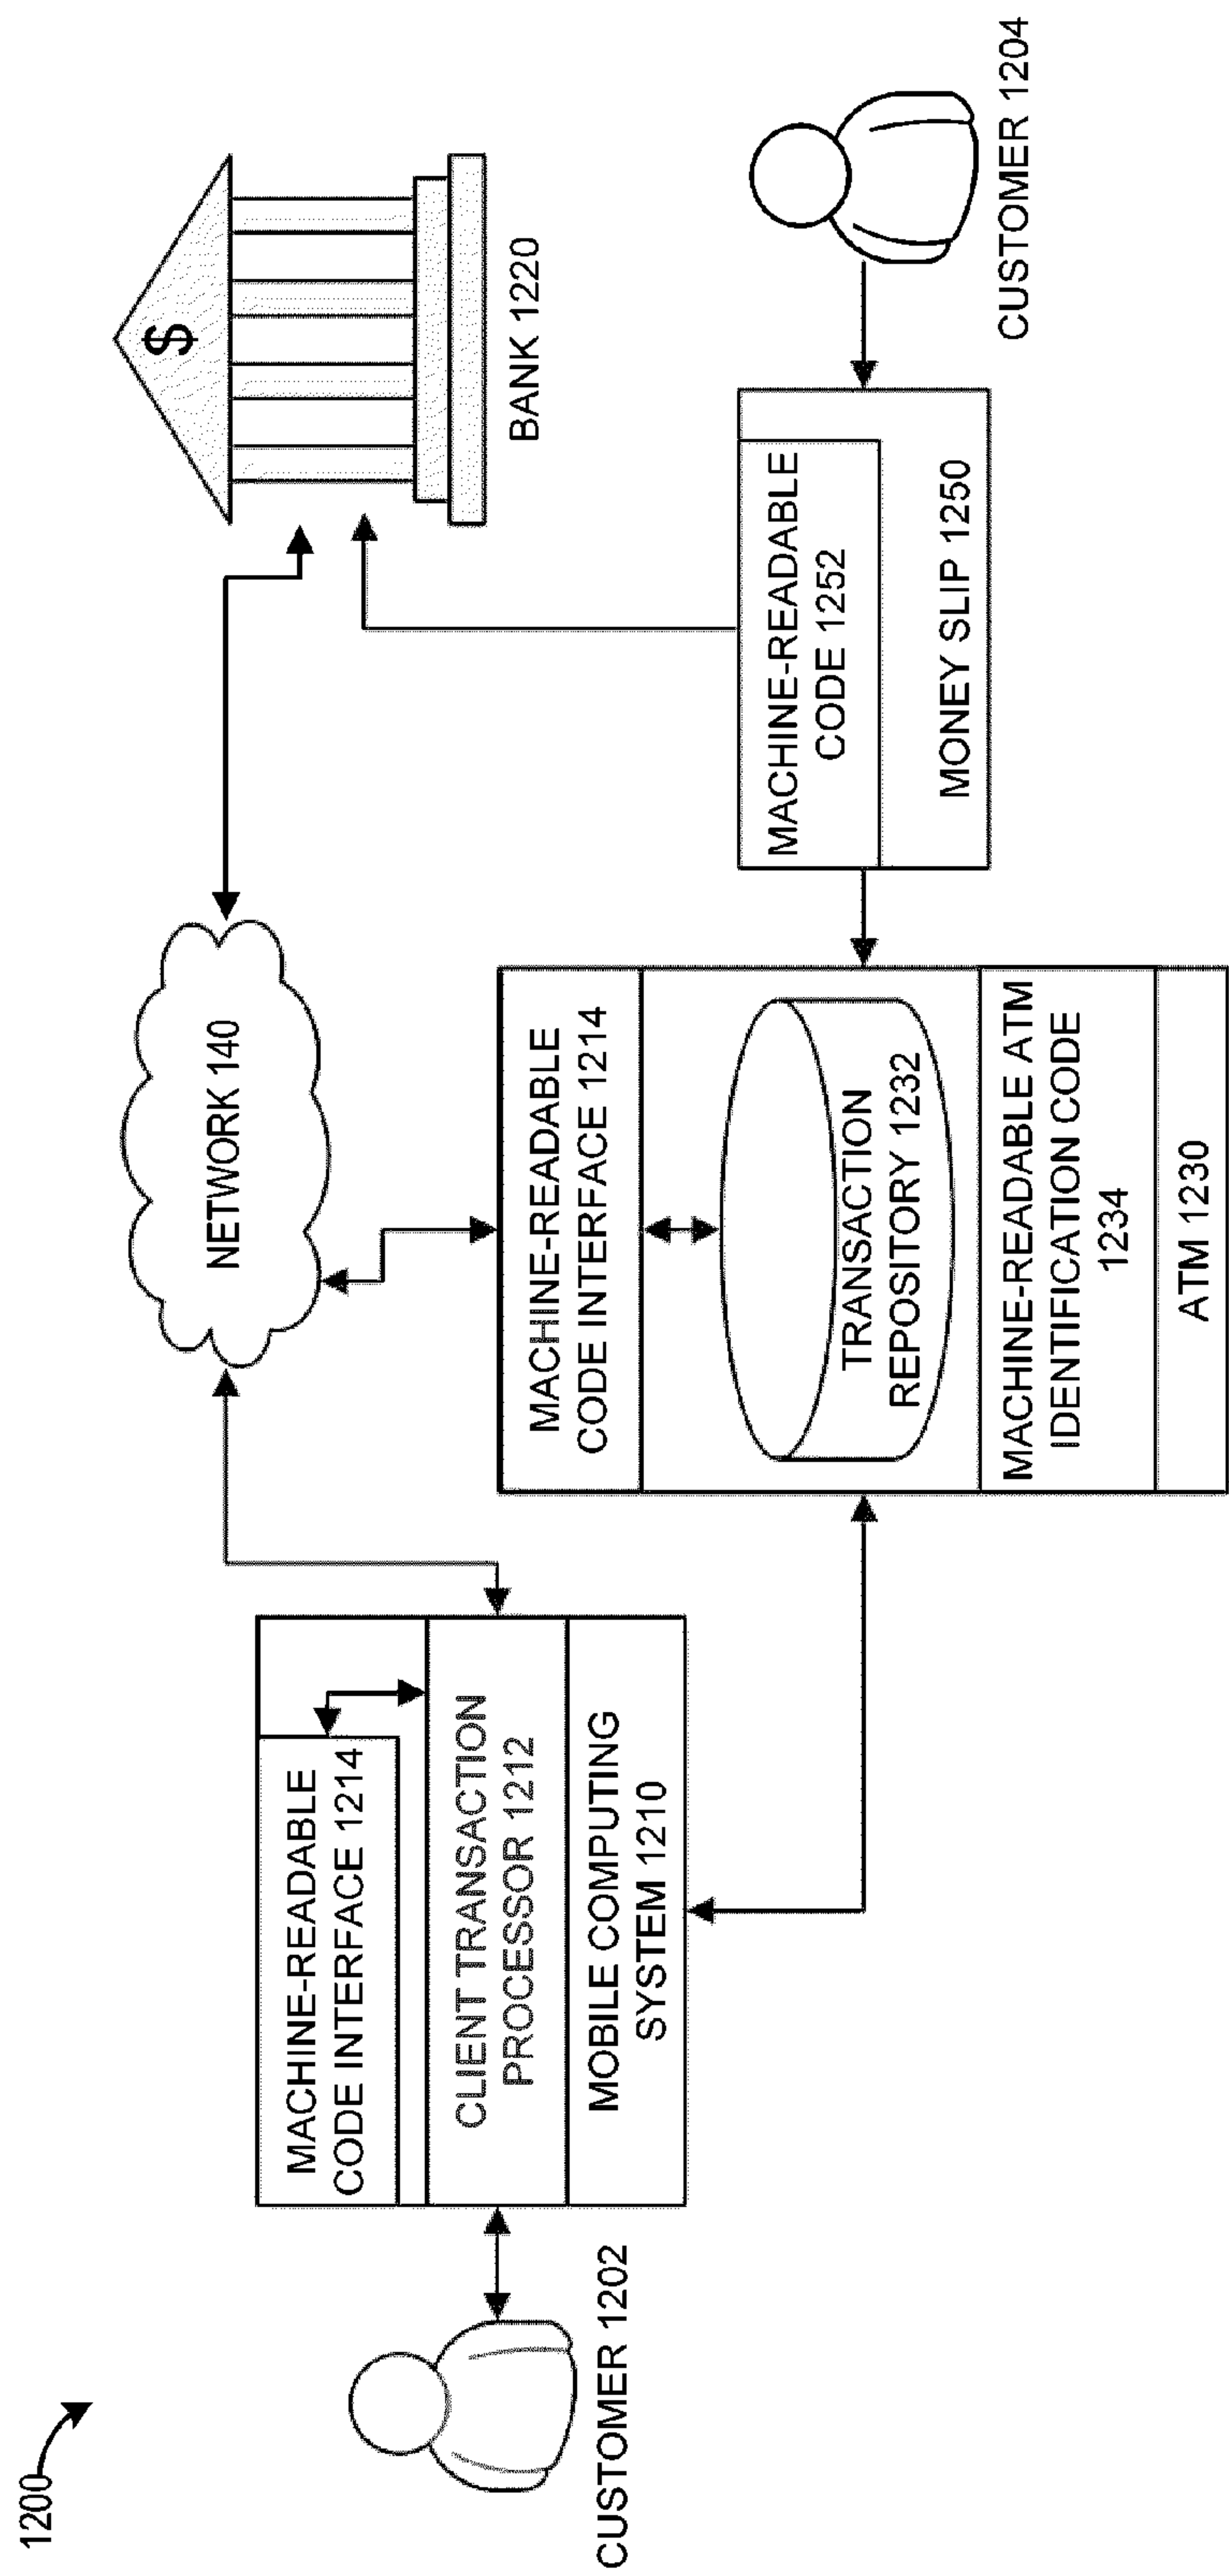 1200
CUSTOMER 1202
MACHINE-READABLE
CODE INTERFACE 1214
CLIENT TRANSACTION
PROCESSOR 1212
MOBILE COMPUTING
SYSTEM 1210
NETWORK 140
$
BANK 1220
MACHINE-READABLE
CODE INTERFACE 1214
TRANSACTION
REPOSITORY 1232
MACHINE-READABLE ATM
IDENTIFICATION CODE
1234
ATM 1230
MACHINE-READABLE
CODE 1252
MONEY SLIP 1250
CUSTOMER 1204